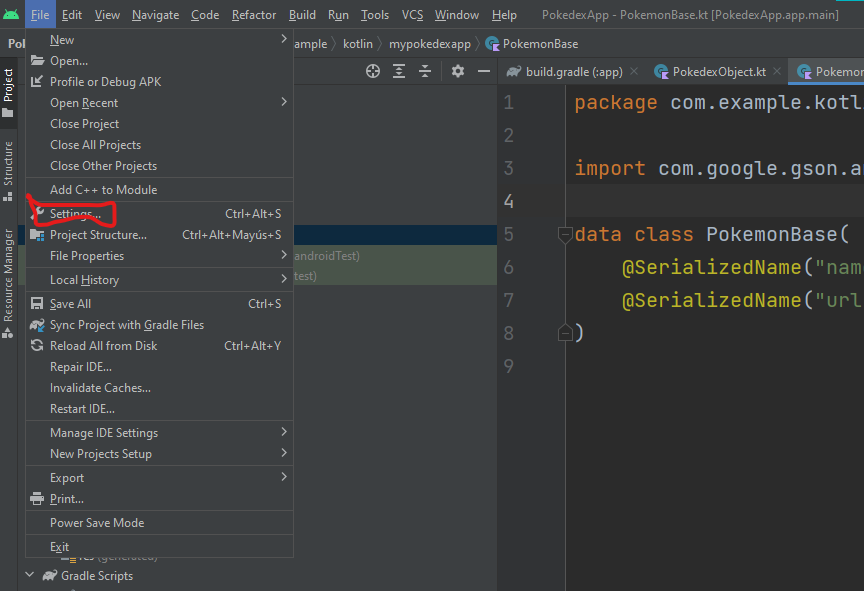 File Edit View Navigate Code Refactor Build Run Tools VCS Window Help PokedexApp - PokemonBase.kt [PokedexApp.app.main]
kotlin mypokedexapp PokemonBase
build.gradle (:app) PokedexObject.kt
Project
Structure
Resource Manager
New
Open...
Profile or Debug APK
Open Recent
Close Project
Close All Projects
Close Other Projects
Add C++ to Module
Settings... Ctrl+Alt+S
Project Structure... Ctrl+Alt+Mayús+S
File Properties
Local History
Save All Ctrl+S
Sync Project with Gradle Files
Reload All from Disk Ctrl+Alt+Y
Repair IDE...
Invalidate Caches...
Restart IDE...
Manage IDE Settings
New Projects Setup
Export
Print...
Power Save Mode
Exit
androidTest)
test)
(generated)
Gradle Scripts
1 package com.example.kotl
2
3 import com.google.gson.a
4
5 data class PokemonBase(
6 @SerializedName("nam
7 @SerializedName("url
8 )
9